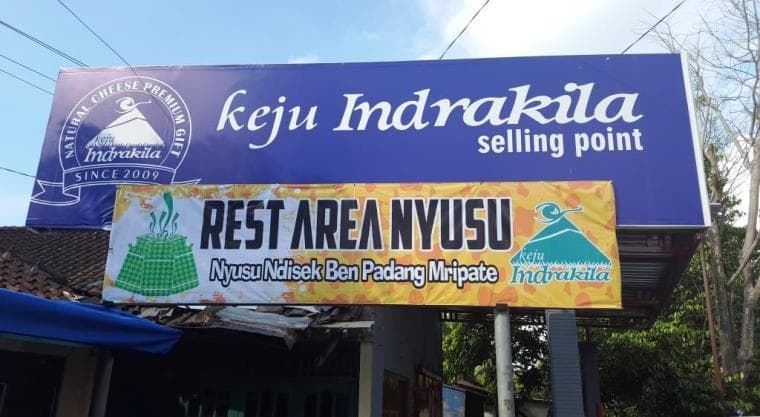 NATURAL CHEESE PREMIUM GIFT
keju
Indrakila
SINCE 2009
keju Indrakila
selling point
REST AREA NYUSU
Nyusu Ndisek Ben Padang Mripate
keju
Indrakila